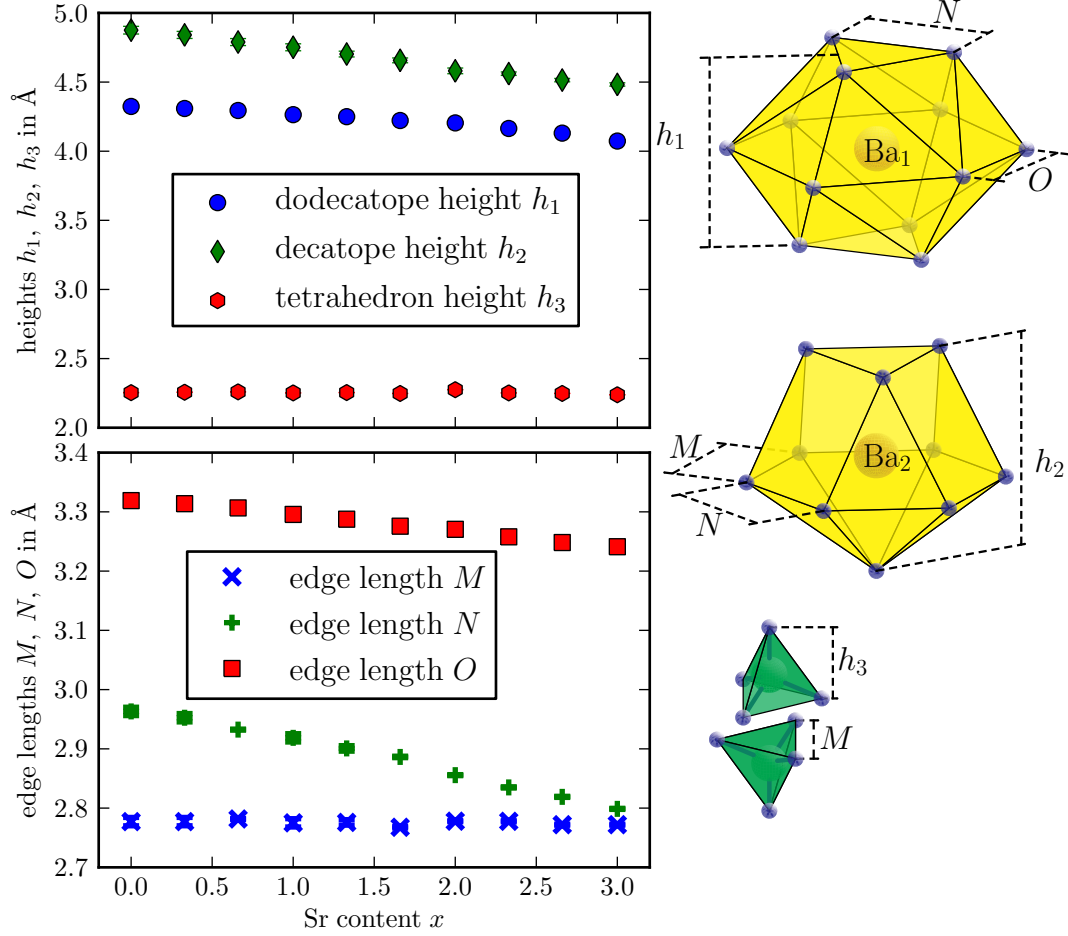 heights h₁, h₂, h₃ in Å
5.0
4.5
4.0
3.5
3.0
2.5
2.0
dodecatope height h₁
decatope height h₂
tetrahedron height h₃
edge lengths M, N, O in Å
3.4
3.3
3.2
3.1
3.0
2.9
2.8
2.7
edge length M
edge length N
edge length O
0.0 0.5 1.0 1.5 2.0 2.5 3.0
Sr content x
N
h₁
Ba₁
O
M
Ba₂
h₂
N
h₃
M